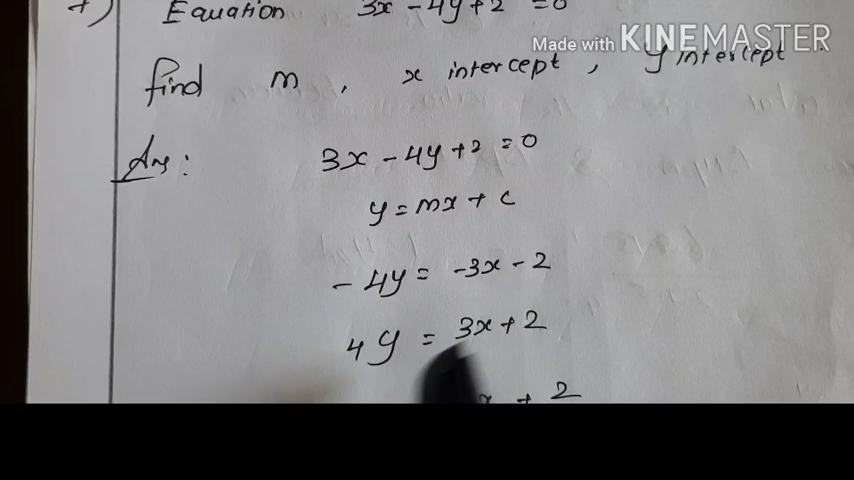 Equation 3x - 4y + 2 = 0
Made with KINEMASTER
find m , x intercept , y intercept
Ans : 3x - 4y + 2 = 0
y = mx + c
- 4y = -3x - 2
4y = 3x + 2
x + 2